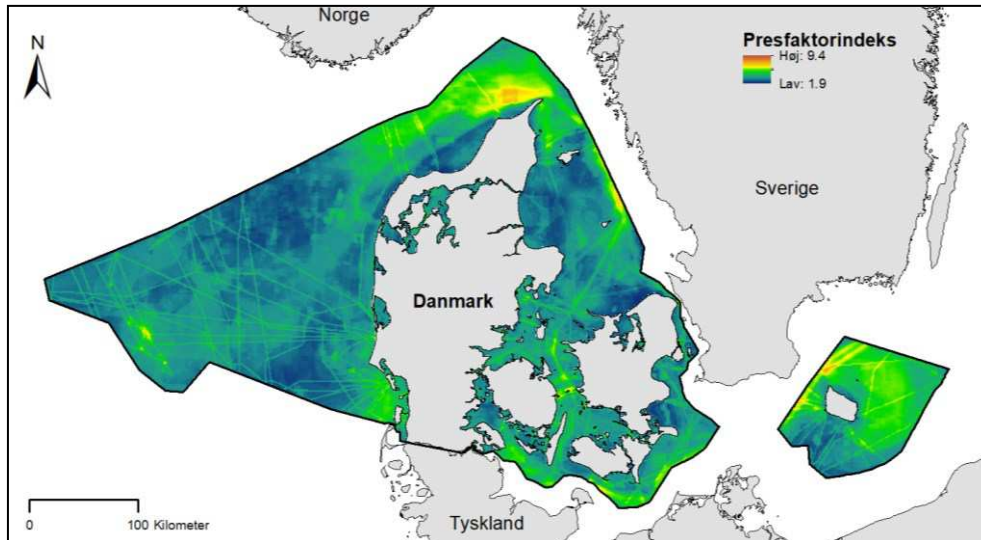 Norge
N
Presfaktorindeks
Høj: 9.4
Lav: 1.9
Sverige
Danmark
0 100 Kilometer
Tyskland